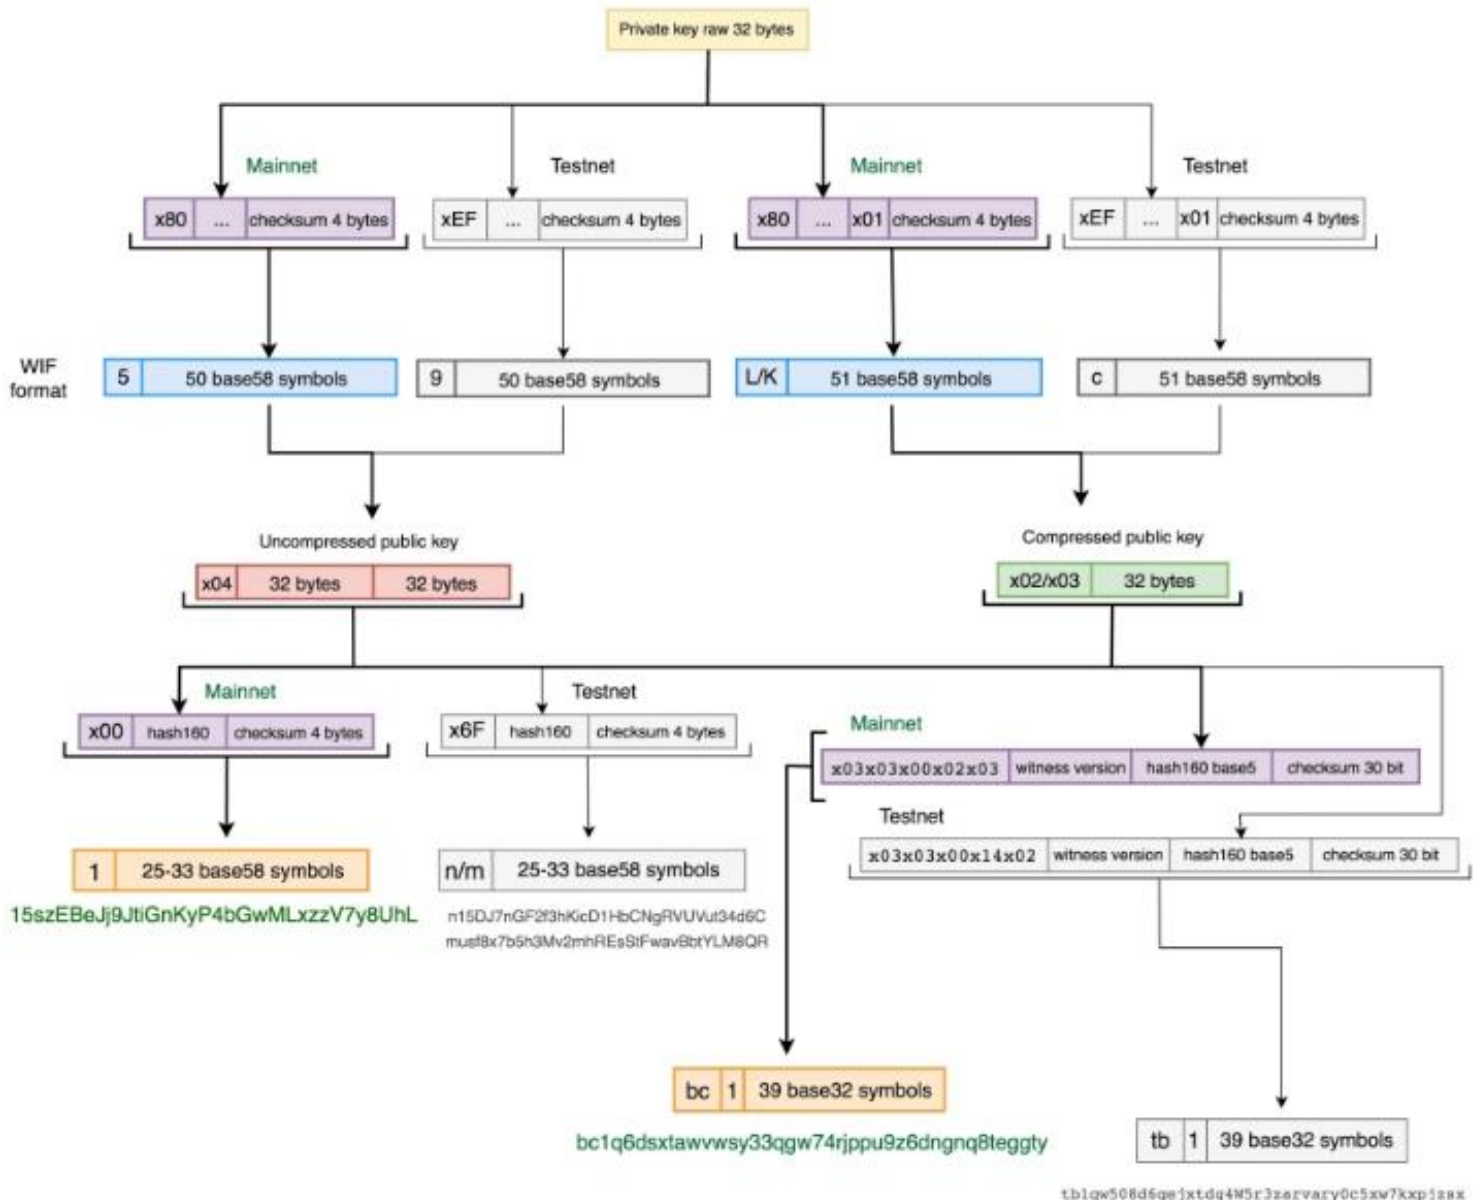 Private key raw 32 bytes
Mainnet
Testnet
Mainnet
Testnet
x80 ... checksum 4 bytes
xEF ... checksum 4 bytes
x80 ... x01 checksum 4 bytes
xEF ... x01 checksum 4 bytes
WIF
format
5 50 base58 symbols
9 50 base58 symbols
L/K 51 base58 symbols
c 51 base58 symbols
Uncompressed public key
x04 32 bytes 32 bytes
Compressed public key
x02/x03 32 bytes
Mainnet
x00 hash160 checksum 4 bytes
Testnet
x6F hash160 checksum 4 bytes
Mainnet
x03x03x00x02x03 witness version hash160 base5 checksum 30 bit
Testnet
x03x03x00x14x02 witness version hash160 base5 checksum 30 bit
1 25-33 base58 symbols
15szEBeJj9JtiGnKyP4bGwMLxzzV7y8UhL
n/m 25-33 base58 symbols
n15DJ7nGF2f3hKicD1HbCNgRVUVut34d6C
musf8x7b5h3Mv2mhREsStFwavBbtYLM8QR
bc 1 39 base32 symbols
bc1q6dsxtawvwsy33qgw74rjppu9z6dngnq8teggty
tb 1 39 base32 symbols